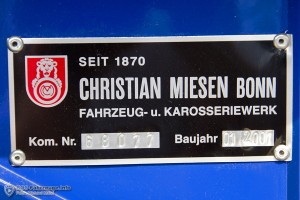 SEIT 1870
CHRISTIAN MIESEN BONN
FAHRZEUG- u. KAROSSERIEWERK
Kom. Nr.
Baujahr